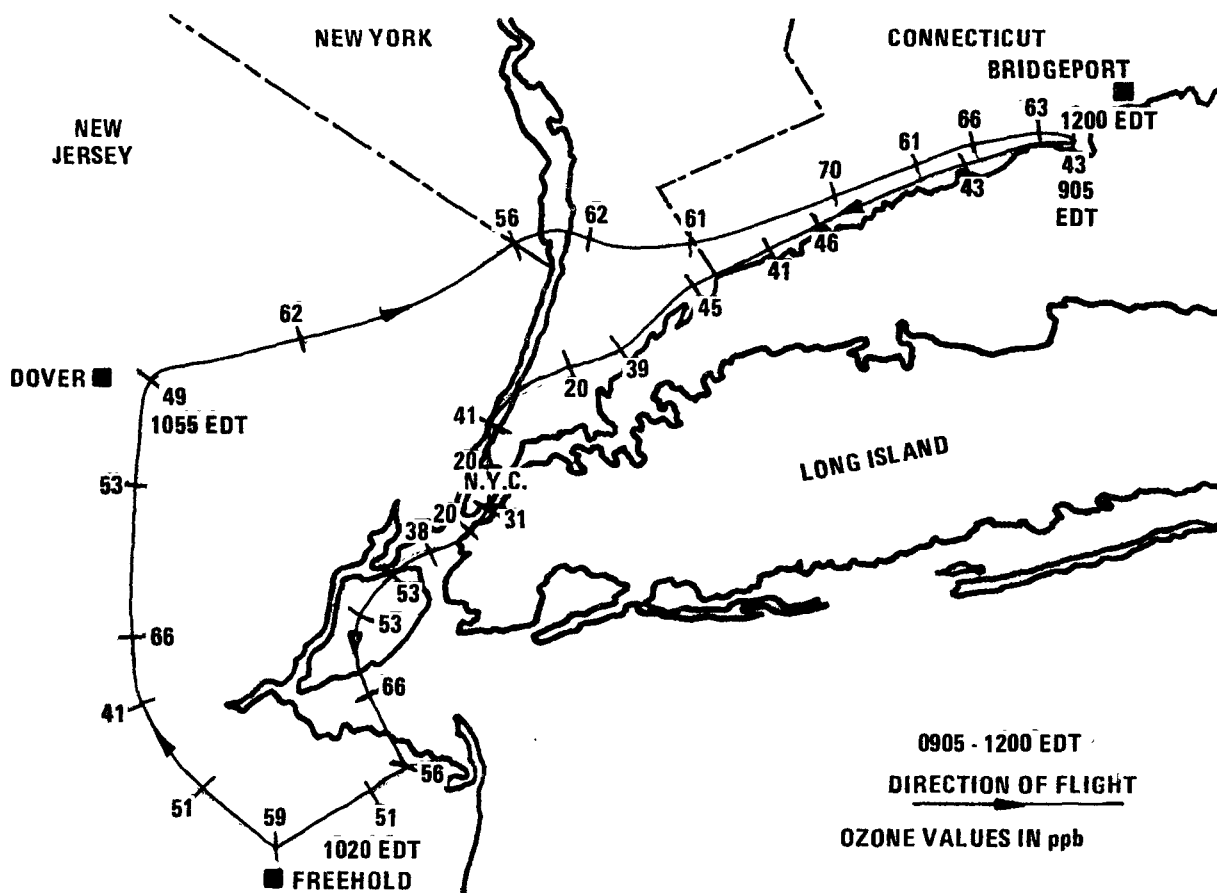 NEW YORK
CONNECTICUT
BRIDGEPORT
NEW
JERSEY
63
1200 EDT
66
61
43
43
905
EDT
70
56
62
61
46
41
45
62
DOVER
49
1055 EDT
39
20
41
LONG ISLAND
53
20
N.Y.C.
20
31
38
53
53
66
66
41
0905 - 1200 EDT
56
DIRECTION OF FLIGHT
51
51
59
1020 EDT
OZONE VALUES IN ppb
FREEHOLD